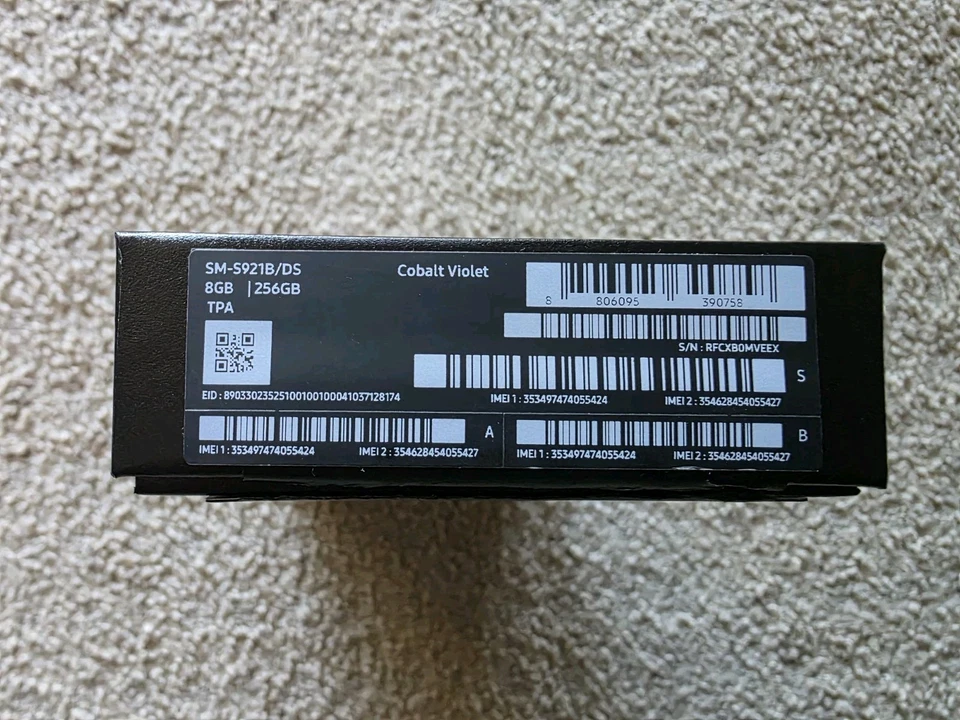 SM-S921B/DS
8GB | 256GB
TPA
Cobalt Violet
8 806095 390758
S/N : RFCXB0MVEEX
S
EID : 89033023525100100100041037128174
IMEI 1 : 353497474055424 IMEI 2 : 354628454055427
A
IMEI 1 : 353497474055424 IMEI 2 : 354628454055427
B
IMEI 1 : 353497474055424 IMEI 2 : 354628454055427